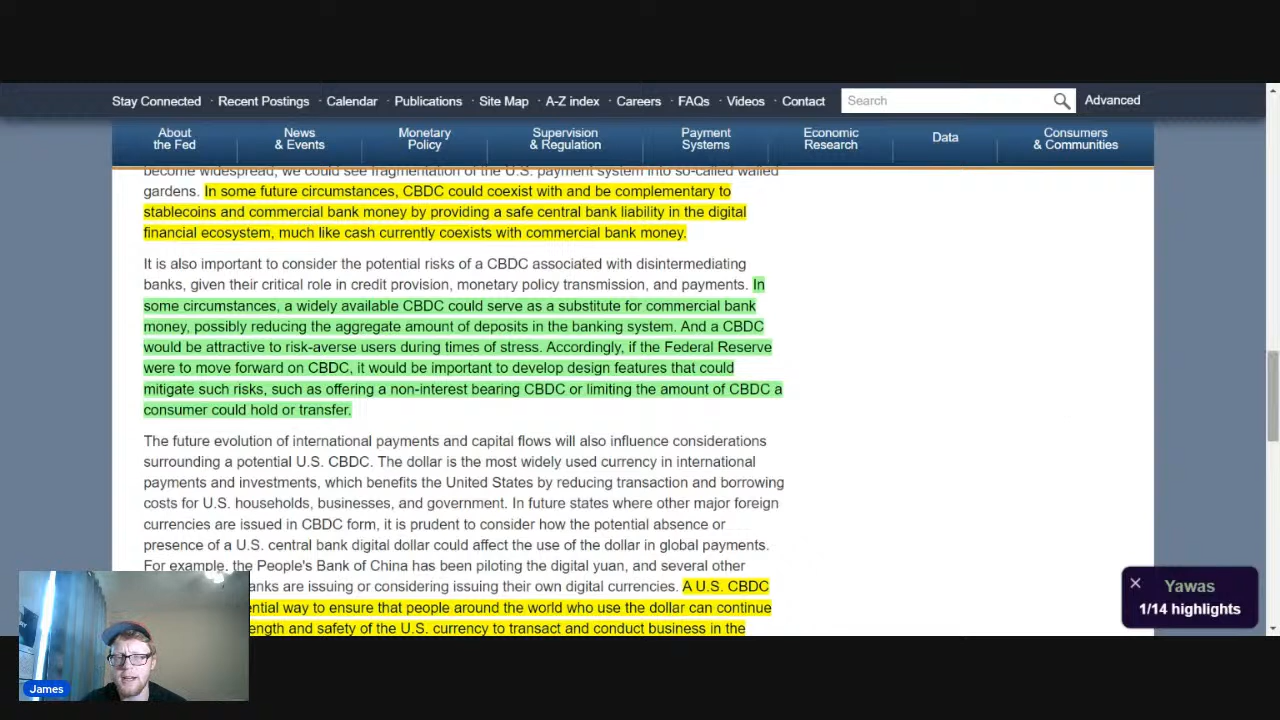 Stay Connected · Recent Postings · Calendar · Publications · Site Map · A-Z index · Careers · FAQs · Videos · Contact Search Advanced
About the Fed
News & Events
Monetary Policy
Supervision & Regulation
Payment Systems
Economic Research
Data
Consumers & Communities
become widespread, we could see fragmentation of the U.S. payment system into so-called walled
gardens. In some future circumstances, CBDC could coexist with and be complementary to
stablecoins and commercial bank money by providing a safe central bank liability in the digital
financial ecosystem, much like cash currently coexists with commercial bank money.
It is also important to consider the potential risks of a CBDC associated with disintermediating
banks, given their critical role in credit provision, monetary policy transmission, and payments. In
some circumstances, a widely available CBDC could serve as a substitute for commercial bank
money, possibly reducing the aggregate amount of deposits in the banking system. And a CBDC
would be attractive to risk-averse users during times of stress. Accordingly, if the Federal Reserve
were to move forward on CBDC, it would be important to develop design features that could
mitigate such risks, such as offering a non-interest bearing CBDC or limiting the amount of CBDC a
consumer could hold or transfer.
The future evolution of international payments and capital flows will also influence considerations
surrounding a potential U.S. CBDC. The dollar is the most widely used currency in international
payments and investments, which benefits the United States by reducing transaction and borrowing
costs for U.S. households, businesses, and government. In future states where other major foreign
currencies are issued in CBDC form, it is prudent to consider how the potential absence or
presence of a U.S. central bank digital dollar could affect the use of the dollar in global payments.
For example, the People's Bank of China has been piloting the digital yuan, and several other
are issuing or considering issuing their own digital currencies. A U.S. CBDC
way to ensure that people around the world who use the dollar can continue
and safety of the U.S. currency to transact and conduct business in the
Yawas
1/14 highlights
James